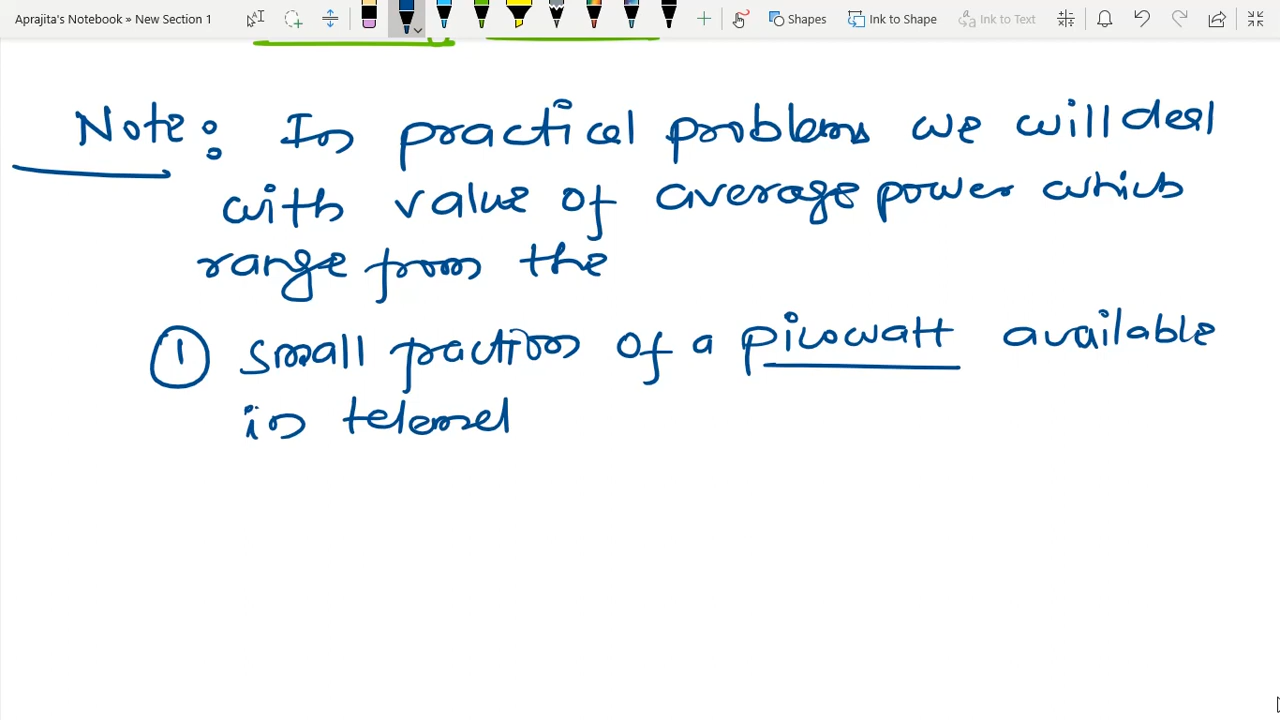 Aprajita's Notebook » New Section 1
Shapes
Ink to Shape
Ink to Text
Note: In practical problems we will deal
with value of average power which
range from the
① small fraction of a picowatt available
in telemet